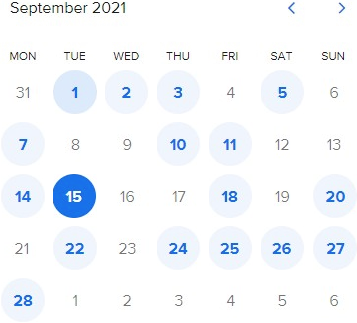 September 2021
MON TUE WED THU FRI SAT SUN
31 1 2 3 4 5 6
7 8 9 10 11 12 13
14 15 16 17 18 19 20
21 22 23 24 25 26 27
28 1 2 3 4 5 6